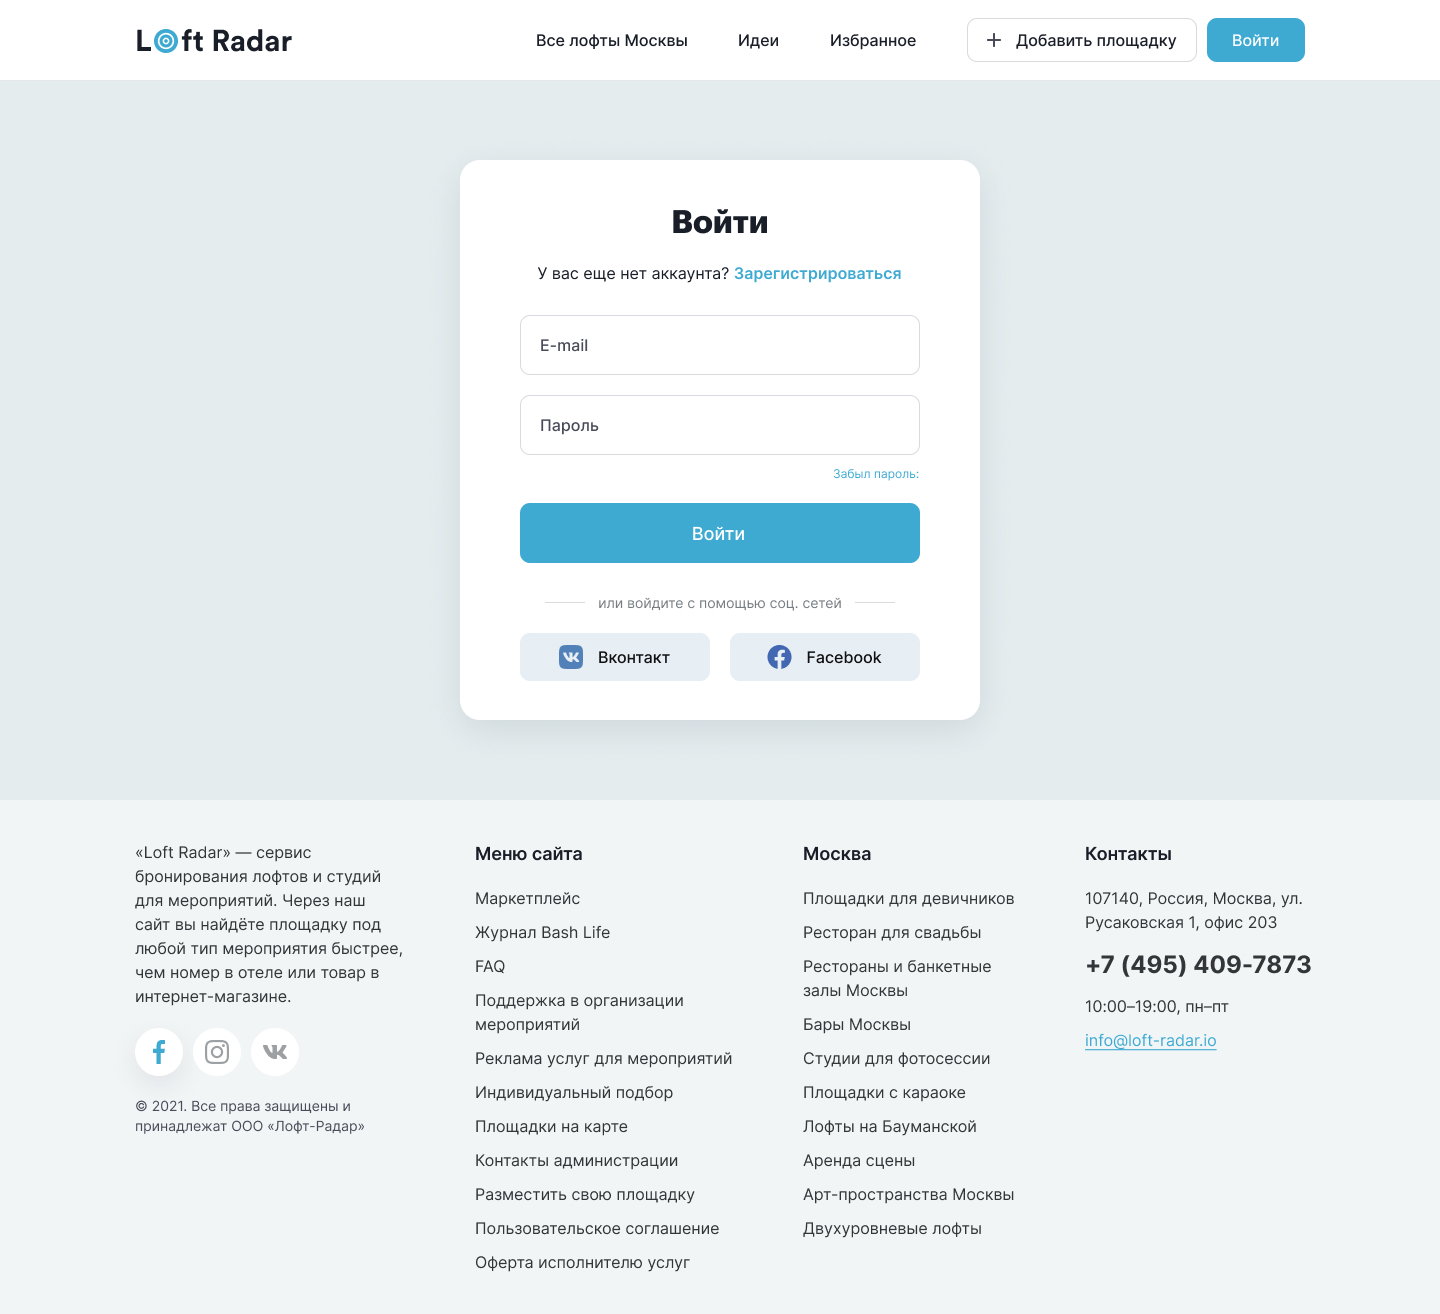 Loft Radar
Все лофты Москвы
Идеи
Избранное
Добавить площадку
Войти
Войти
У вас еще нет аккаунта? Зарегистрироваться
E-mail
Пароль
Забыл пароль:
Войти
или войдите с помощью соц. сетей
Вконтакт
Facebook
«Loft Radar» — сервис
бронирования лофтов и студий
для мероприятий. Через наш
сайт вы найдёте площадку под
любой тип мероприятия быстрее,
чем номер в отеле или товар в
интернет-магазине.
© 2021. Все права защищены и
принадлежат ООО «Лофт-Радар»
Меню сайта
Маркетплейс
Журнал Bash Life
FAQ
Поддержка в организации
мероприятий
Реклама услуг для мероприятий
Индивидуальный подбор
Площадки на карте
Контакты администрации
Разместить свою площадку
Пользовательское соглашение
Оферта исполнителю услуг
Москва
Площадки для девичников
Ресторан для свадьбы
Рестораны и банкетные
залы Москвы
Бары Москвы
Студии для фотосессии
Площадки с караоке
Лофты на Бауманской
Аренда сцены
Арт-пространства Москвы
Двухуровневые лофты
Контакты
107140, Россия, Москва, ул.
Русаковская 1, офис 203
+7 (495) 409-7873
10:00–19:00, пн–пт
info@loft-radar.io